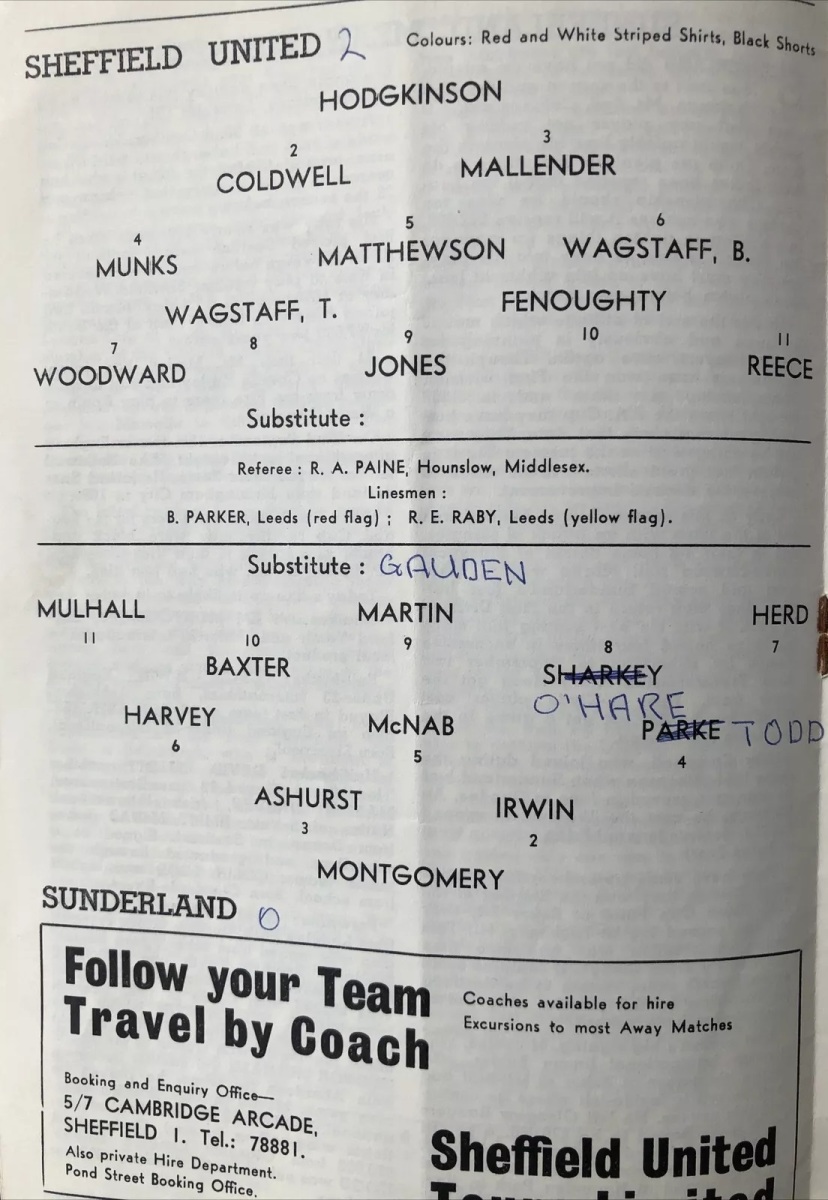 SHEFFIELD UNITED 2 Colours: Red and White Striped Shirts, Black Shorts
HODGKINSON
2 3
COLDWELL MALLENDER
4 5 6
MUNKS MATTHEWSON WAGSTAFF, B.
WAGSTAFF, T. FENOUGHTY
7 8 9 10 11
WOODWARD JONES REECE
Substitute :
Referee : R. A. PAINE, Hounslow, Middlesex.
Linesmen :
B. PARKER, Leeds (red flag) ; R. E. RABY, Leeds (yellow flag).
Substitute : GAUDEN
MULHALL MARTIN HERD
11 10 9 8 7
BAXTER SHARKEY
O'HARE
HARVEY McNAB PARKE TODD
6 5 4
ASHURST IRWIN
3 2
MONTGOMERY
SUNDERLAND 0
Follow your Team
Travel by Coach
Coaches available for hire
Excursions to most Away Matches
Booking and Enquiry Office—
5/7 CAMBRIDGE ARCADE,
SHEFFIELD 1. Tel.: 78881.
Also private Hire Department.
Pond Street Booking Office.
Sheffield United